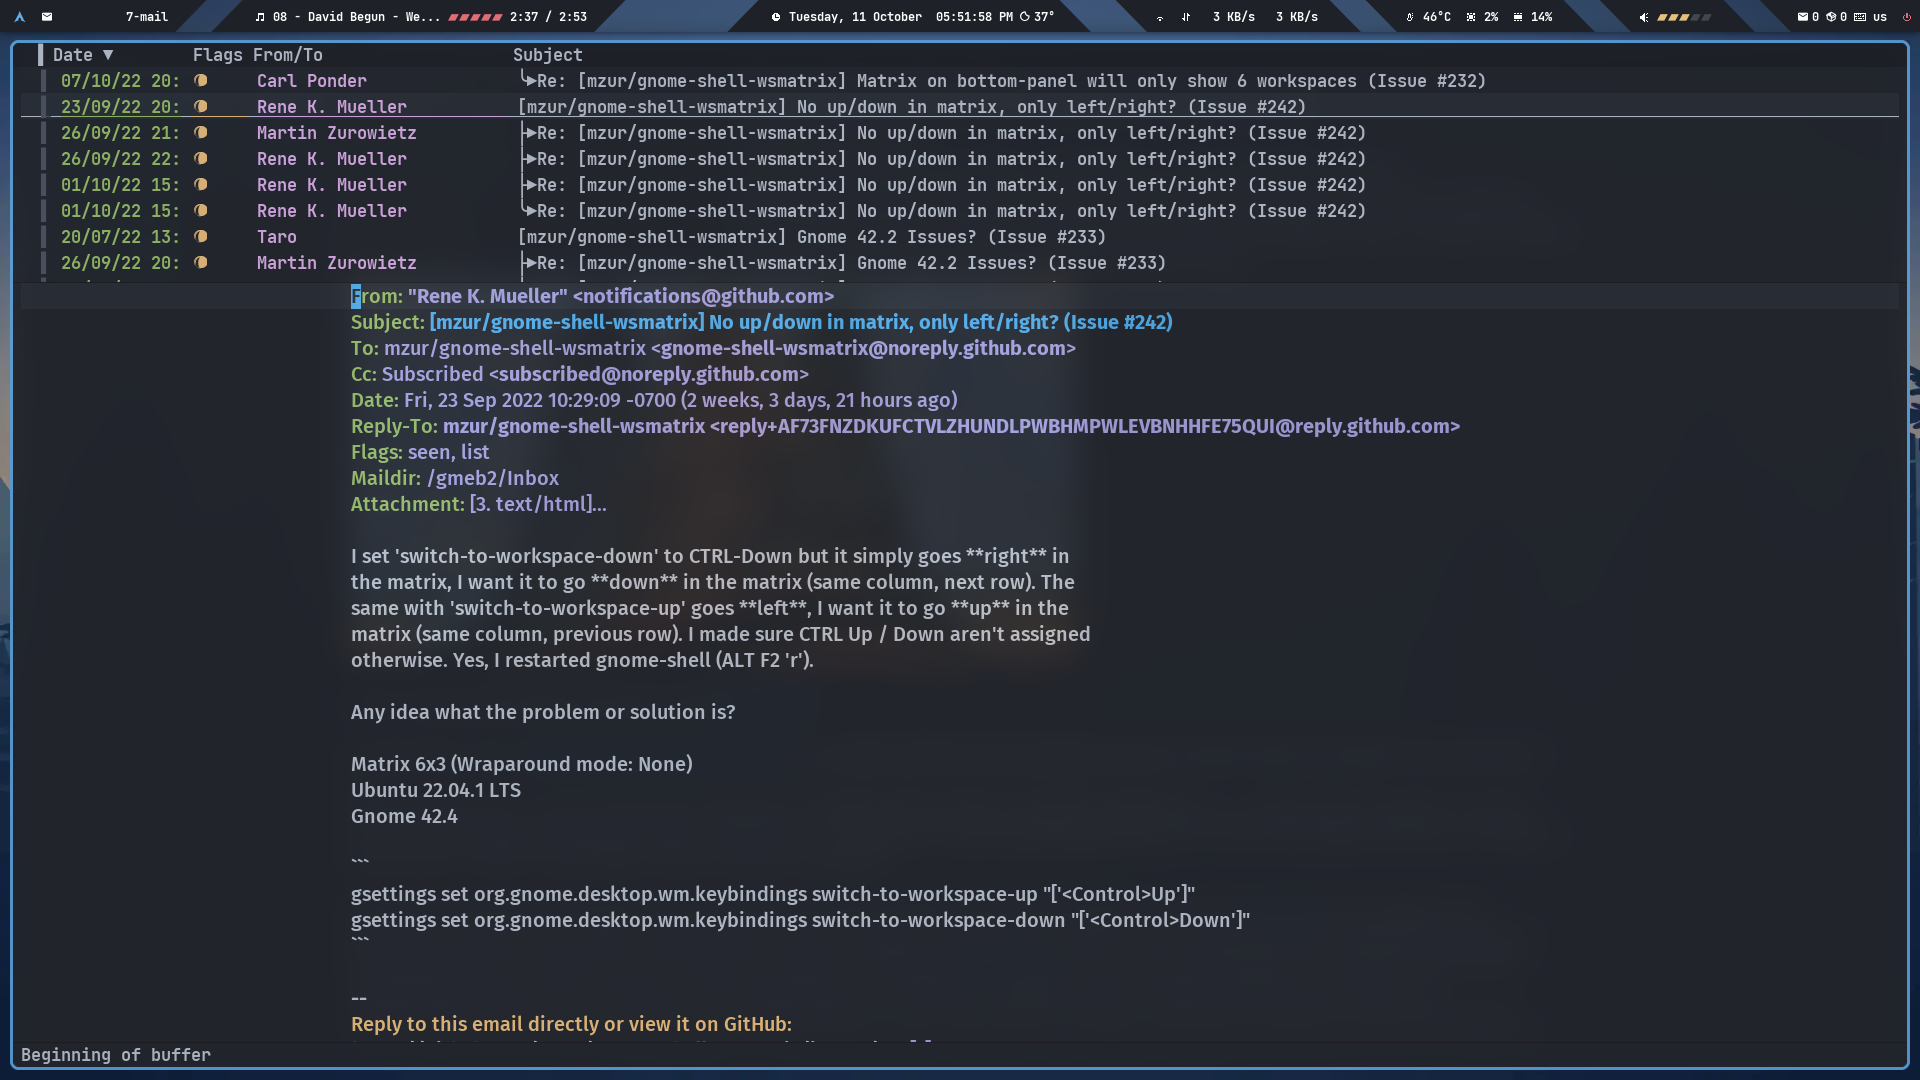 7-mail
08 - David Begun - We... 2:37 / 2:53
Tuesday, 11 October 05:51:58 PM 37°
3 KB/s 3 KB/s
46°C 2% 14%
0 0 us
Date ▼ Flags From/To Subject
07/10/22 20: Carl Ponder ╰▶Re: [mzur/gnome-shell-wsmatrix] Matrix on bottom-panel will only show 6 workspaces (Issue #232)
23/09/22 20: Rene K. Mueller [mzur/gnome-shell-wsmatrix] No up/down in matrix, only left/right? (Issue #242)
26/09/22 21: Martin Zurowietz ├▶Re: [mzur/gnome-shell-wsmatrix] No up/down in matrix, only left/right? (Issue #242)
26/09/22 22: Rene K. Mueller ├▶Re: [mzur/gnome-shell-wsmatrix] No up/down in matrix, only left/right? (Issue #242)
01/10/22 15: Rene K. Mueller ├▶Re: [mzur/gnome-shell-wsmatrix] No up/down in matrix, only left/right? (Issue #242)
01/10/22 15: Rene K. Mueller ╰▶Re: [mzur/gnome-shell-wsmatrix] No up/down in matrix, only left/right? (Issue #242)
20/07/22 13: Taro [mzur/gnome-shell-wsmatrix] Gnome 42.2 Issues? (Issue #233)
26/09/22 20: Martin Zurowietz ├▶Re: [mzur/gnome-shell-wsmatrix] Gnome 42.2 Issues? (Issue #233)
From: "Rene K. Mueller" <notifications@github.com>
Subject: [mzur/gnome-shell-wsmatrix] No up/down in matrix, only left/right? (Issue #242)
To: mzur/gnome-shell-wsmatrix <gnome-shell-wsmatrix@noreply.github.com>
Cc: Subscribed <subscribed@noreply.github.com>
Date: Fri, 23 Sep 2022 10:29:09 -0700 (2 weeks, 3 days, 21 hours ago)
Reply-To: mzur/gnome-shell-wsmatrix <reply+AF73FNZDKUFCTVLZHUNDLPWBHMPWLEVBNHHFE75QUI@reply.github.com>
Flags: seen, list
Maildir: /gmeb2/Inbox
Attachment: [3. text/html]...
I set 'switch-to-workspace-down' to CTRL-Down but it simply goes **right** in
the matrix, I want it to go **down** in the matrix (same column, next row). The
same with 'switch-to-workspace-up' goes **left**, I want it to go **up** in the
matrix (same column, previous row). I made sure CTRL Up / Down aren't assigned
otherwise. Yes, I restarted gnome-shell (ALT F2 'r').
Any idea what the problem or solution is?
Matrix 6x3 (Wraparound mode: None)
Ubuntu 22.04.1 LTS
Gnome 42.4
```
gsettings set org.gnome.desktop.wm.keybindings switch-to-workspace-up "['<Control>Up']"
gsettings set org.gnome.desktop.wm.keybindings switch-to-workspace-down "['<Control>Down']"
```
--
Reply to this email directly or view it on GitHub:
Beginning of buffer